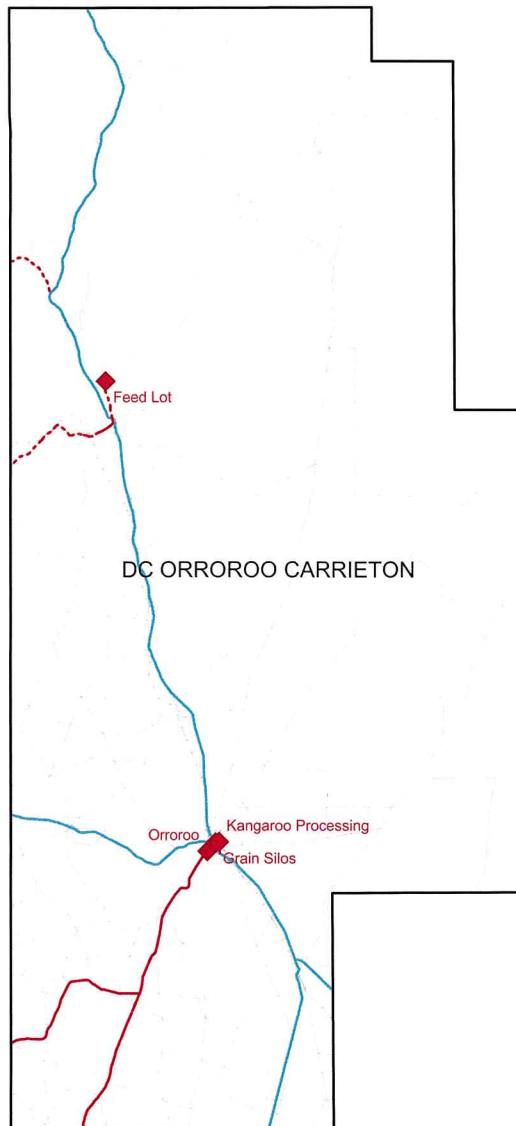 Feed Lot
DC ORROROO CARRIETON
Orroroo
Kangaroo Processing
Grain Silos